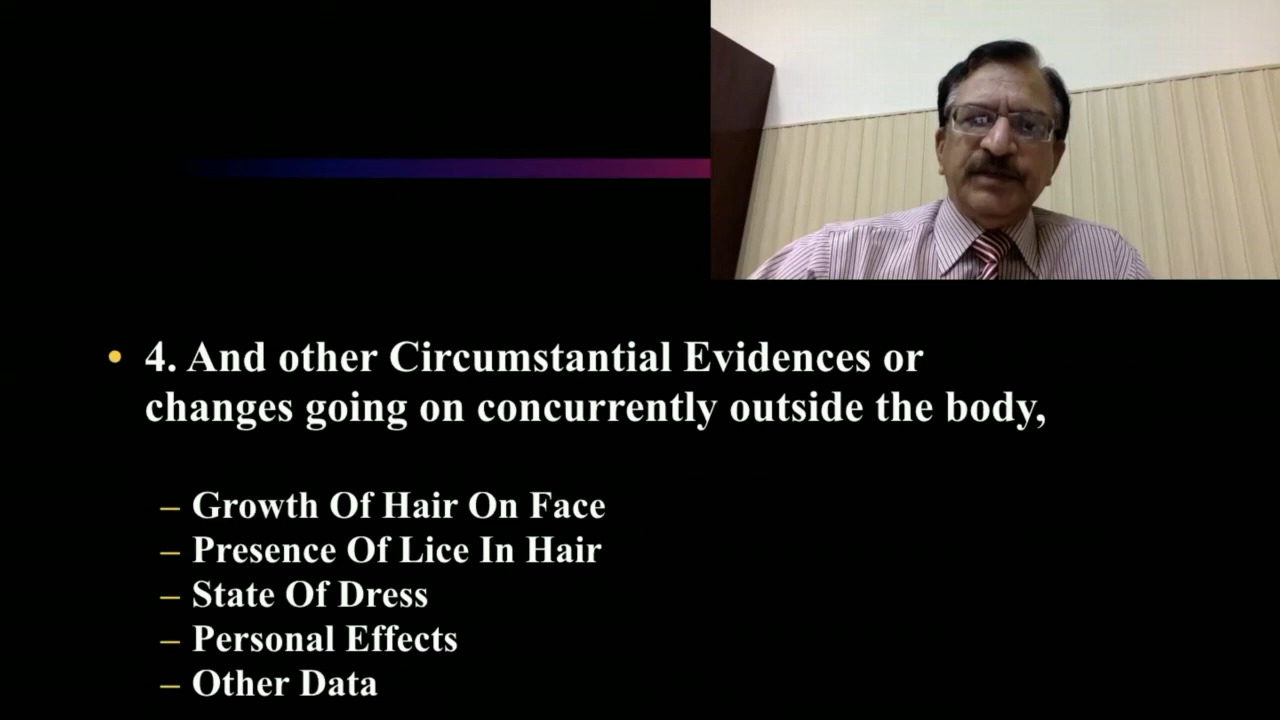 • 4. And other Circumstantial Evidences or
changes going on concurrently outside the body,
– Growth Of Hair On Face
– Presence Of Lice In Hair
– State Of Dress
– Personal Effects
– Other Data